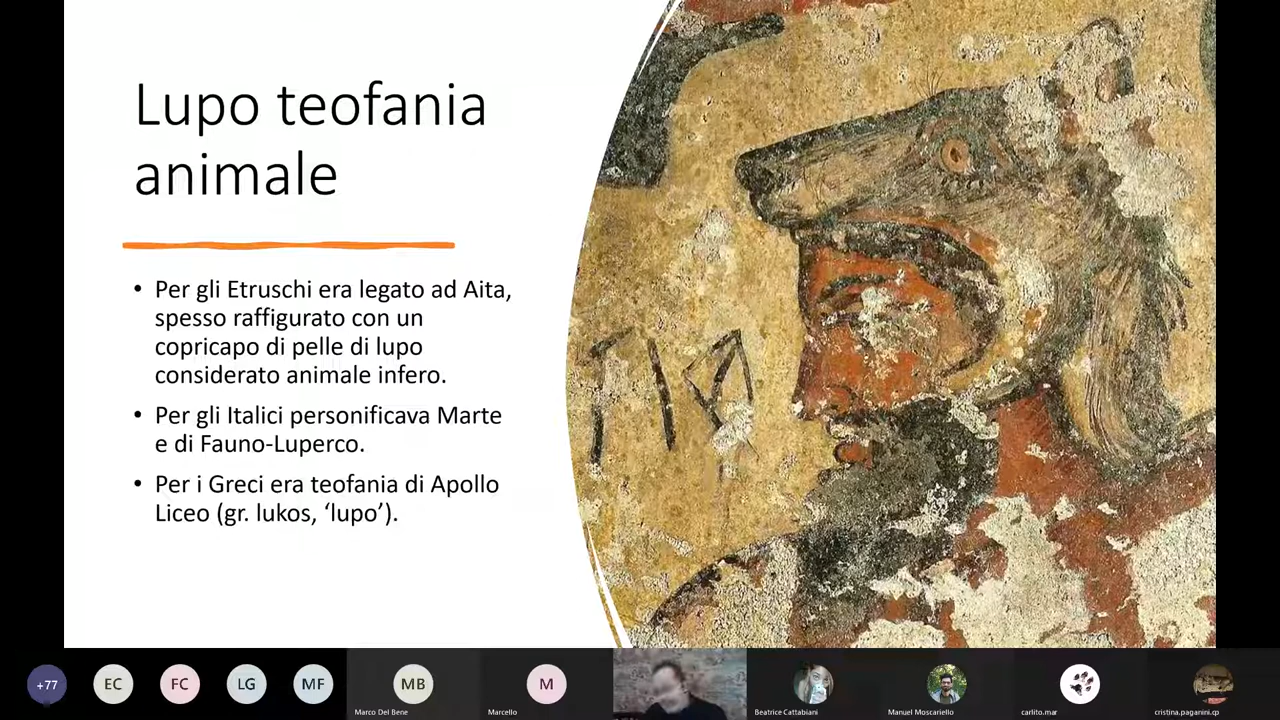 Lupo teofania
animale
• Per gli Etruschi era legato ad Aita,
spesso raffigurato con un
copricapo di pelle di lupo
considerato animale infero.
• Per gli Italici personificava Marte
e di Fauno-Luperco.
• Per i Greci era teofania di Apollo
Liceo (gr. lukos, ‘lupo’).
+77
EC
FC
LG
MF
MB
M
Marco Del Bene
Marcello
Beatrice Cattabiani
Manuel Moscariello
carlito.mar
cristina.paganini.cp